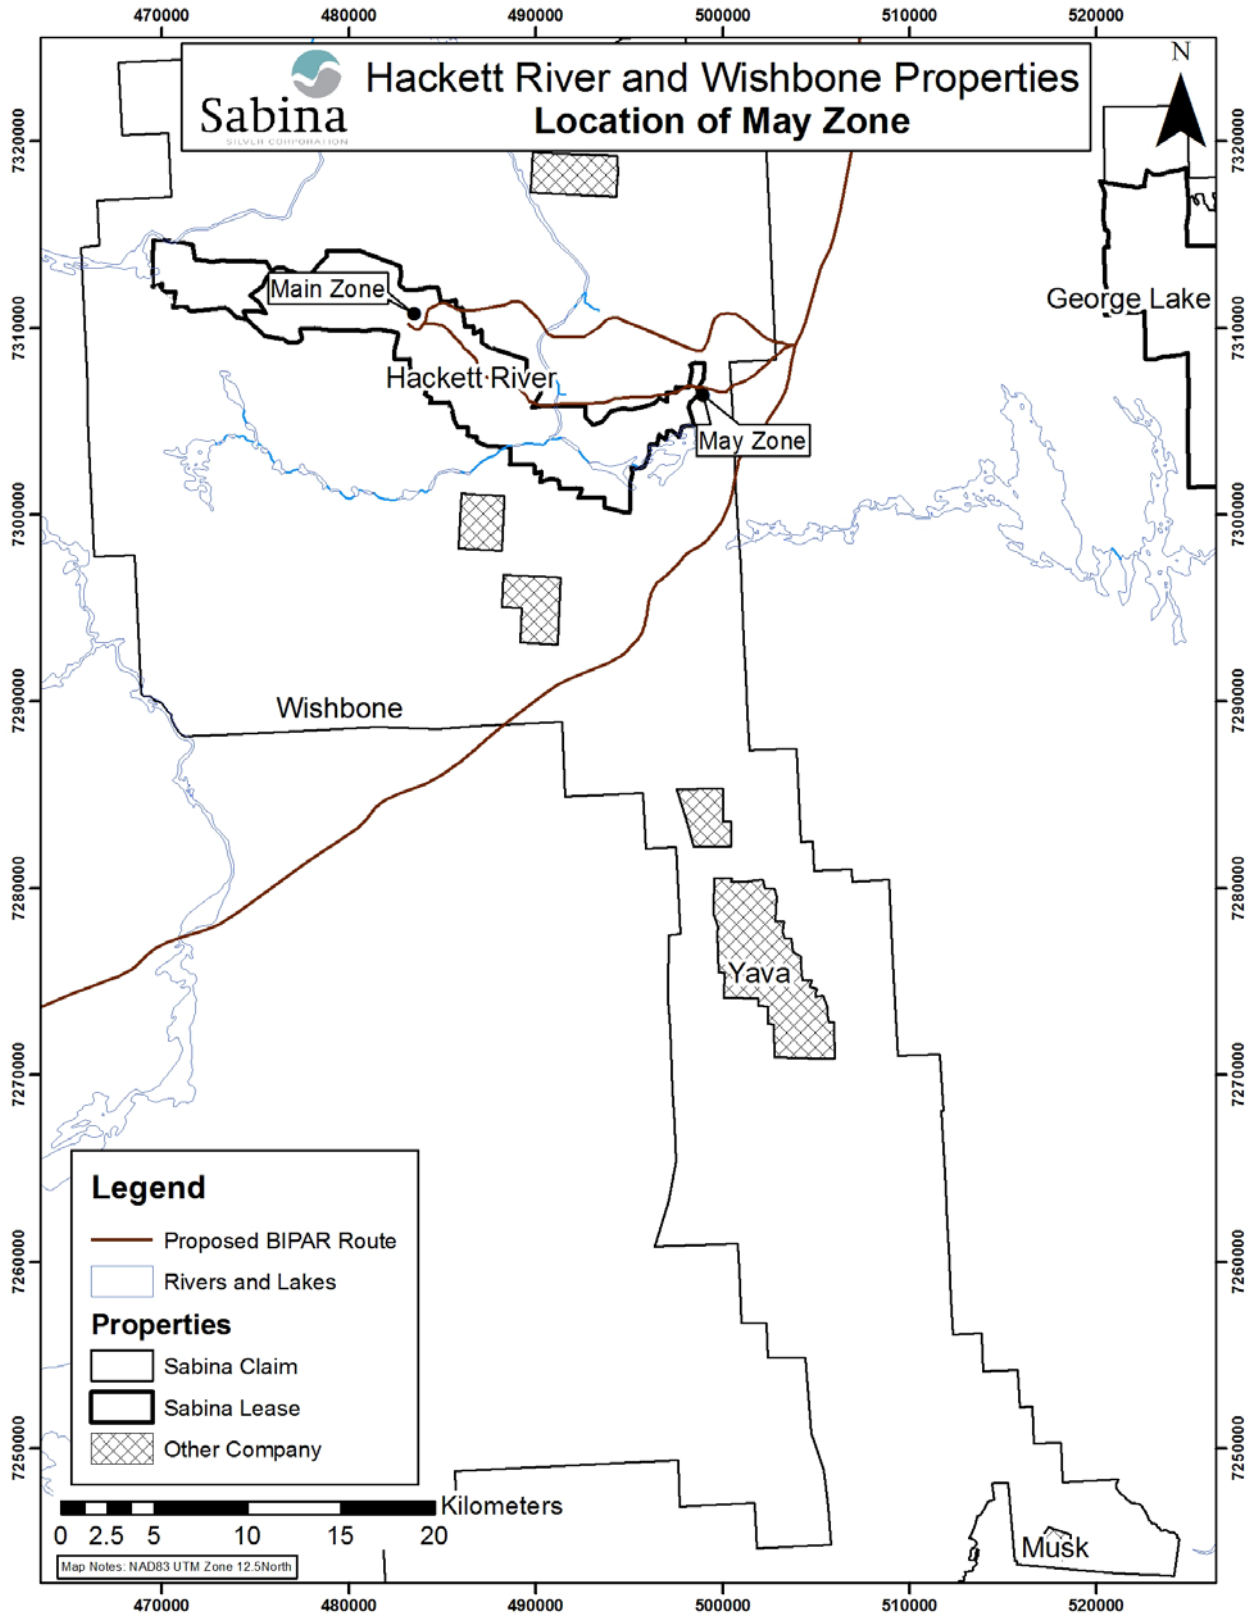 470000 480000 490000 500000 510000 520000
Sabina
SILVER CORPORATION
Hackett River and Wishbone Properties
Location of May Zone
N
7320000 7320000
Main Zone
George Lake
7310000 7310000
Hackett River
May Zone
7300000 7300000
Wishbone
7290000 7290000
7280000 7280000
Yava
7270000 7270000
Legend
Proposed BIPAR Route
Rivers and Lakes
Properties
Sabina Claim
Sabina Lease
Other Company
7260000 7260000
7250000 7250000
Kilometers
0 2.5 5 10 15 20
Map Notes: NAD83 UTM Zone 12.5North
Musk
470000 480000 490000 500000 510000 520000